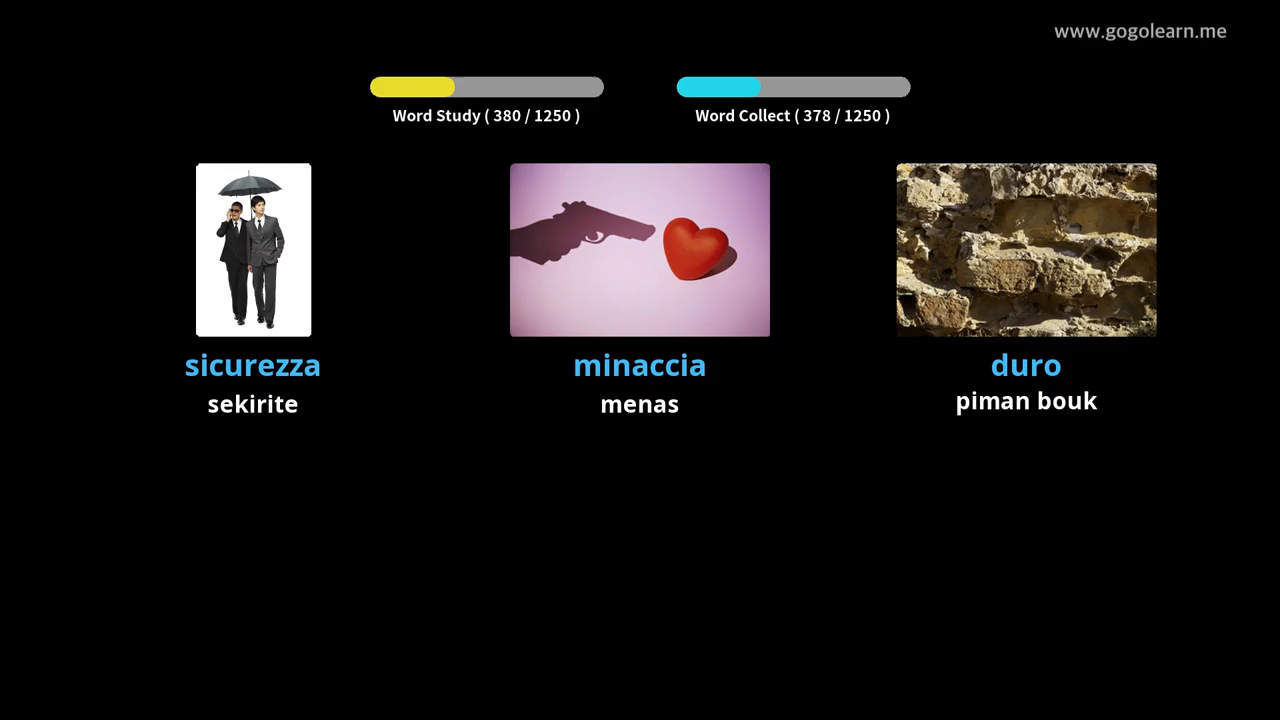 www.gogolearn.me
Word Study ( 380 / 1250 )
Word Collect ( 378 / 1250 )
sicurezza
sekirite
minaccia
menas
duro
piman bouk